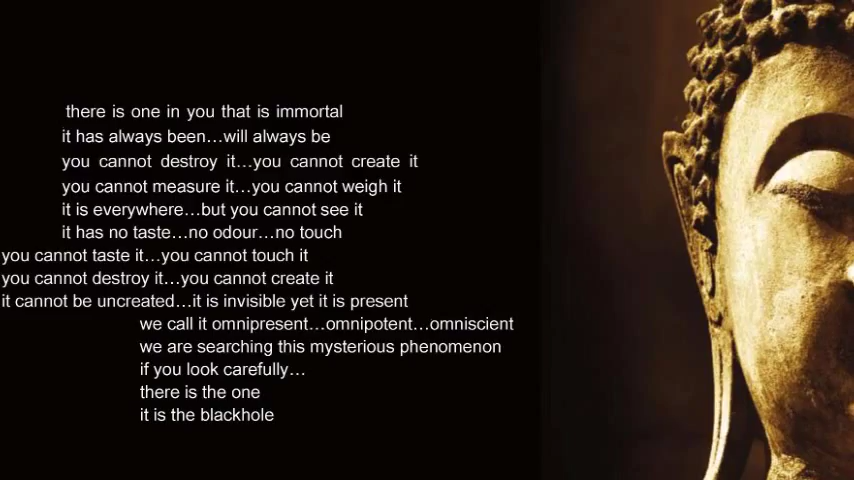 there is one in you that is immortal
it has always been...will always be
you cannot destroy it...you cannot create it
you cannot measure it...you cannot weigh it
it is everywhere...but you cannot see it
it has no taste...no odour...no touch
you cannot taste it...you cannot touch it
you cannot destroy it...you cannot create it
it cannot be uncreated...it is invisible yet it is present
we call it omnipresent...omnipotent...omniscient
we are searching this mysterious phenomenon
if you look carefully...
there is the one
it is the blackhole